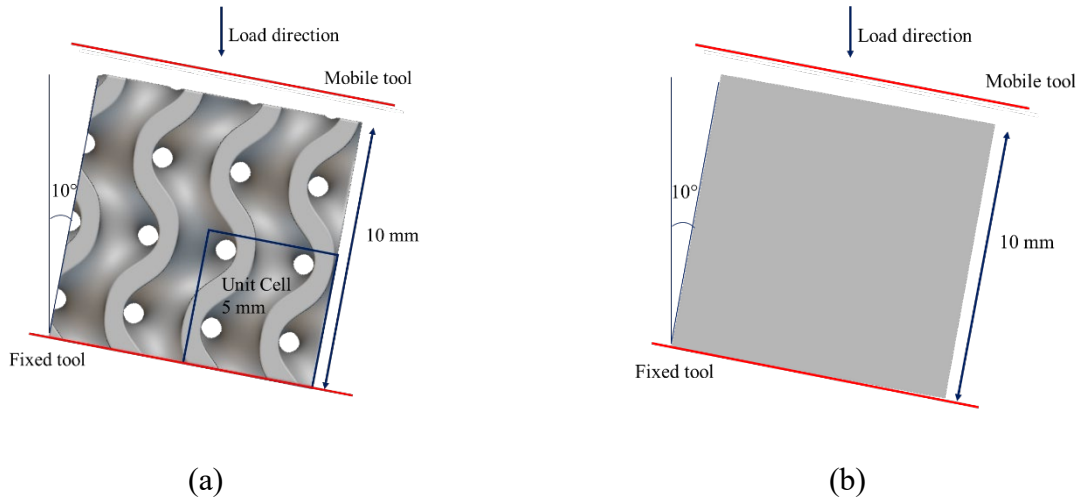 Load direction
Mobile tool
10°
10 mm
Unit Cell
5 mm
Fixed tool
(a)
Load direction
Mobile tool
10°
10 mm
Fixed tool
(b)